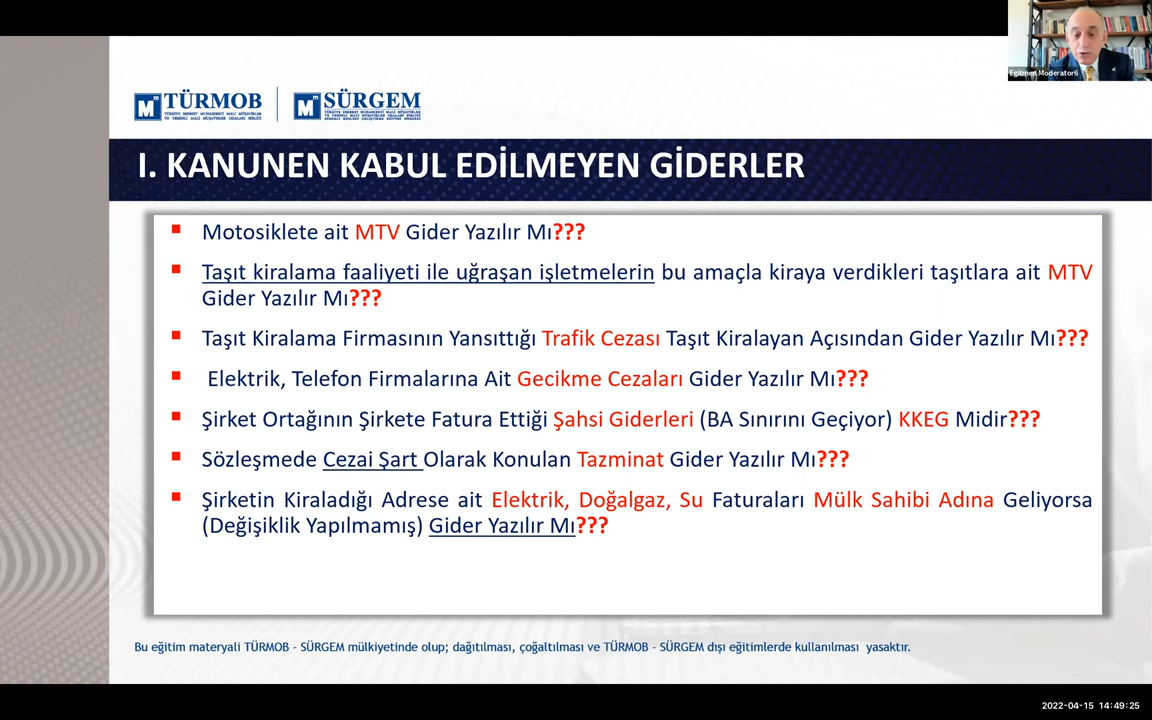 Egitmen Moderator6
TÜRMOB
SÜRGEM
I. KANUNEN KABUL EDİLMEYEN GİDERLER
Motosiklete ait MTV Gider Yazılır Mı???
Taşıt kiralama faaliyeti ile uğraşan işletmelerin bu amaçla kiraya verdikleri taşıtlara ait MTV
Gider Yazılır Mı???
Taşıt Kiralama Firmasının Yansıttığı Trafik Cezası Taşıt Kiralayan Açısından Gider Yazılır Mı???
Elektrik, Telefon Firmalarına Ait Gecikme Cezaları Gider Yazılır Mı???
Şirket Ortağının Şirkete Fatura Ettiği Şahsi Giderleri (BA Sınırını Geçiyor) KKEG Midir???
Sözleşmede Cezai Şart Olarak Konulan Tazminat Gider Yazılır Mı???
Şirketin Kiraladığı Adrese ait Elektrik, Doğalgaz, Su Faturaları Mülk Sahibi Adına Geliyorsa
(Değişiklik Yapılmamış) Gider Yazılır Mı???
Bu eğitim materyali TÜRMOB - SÜRGEM mülkiyetinde olup; dağıtılması, çoğaltılması ve TÜRMOB - SÜRGEM dışı eğitimlerde kullanılması yasaktır.
2022-04-15 14:49:25